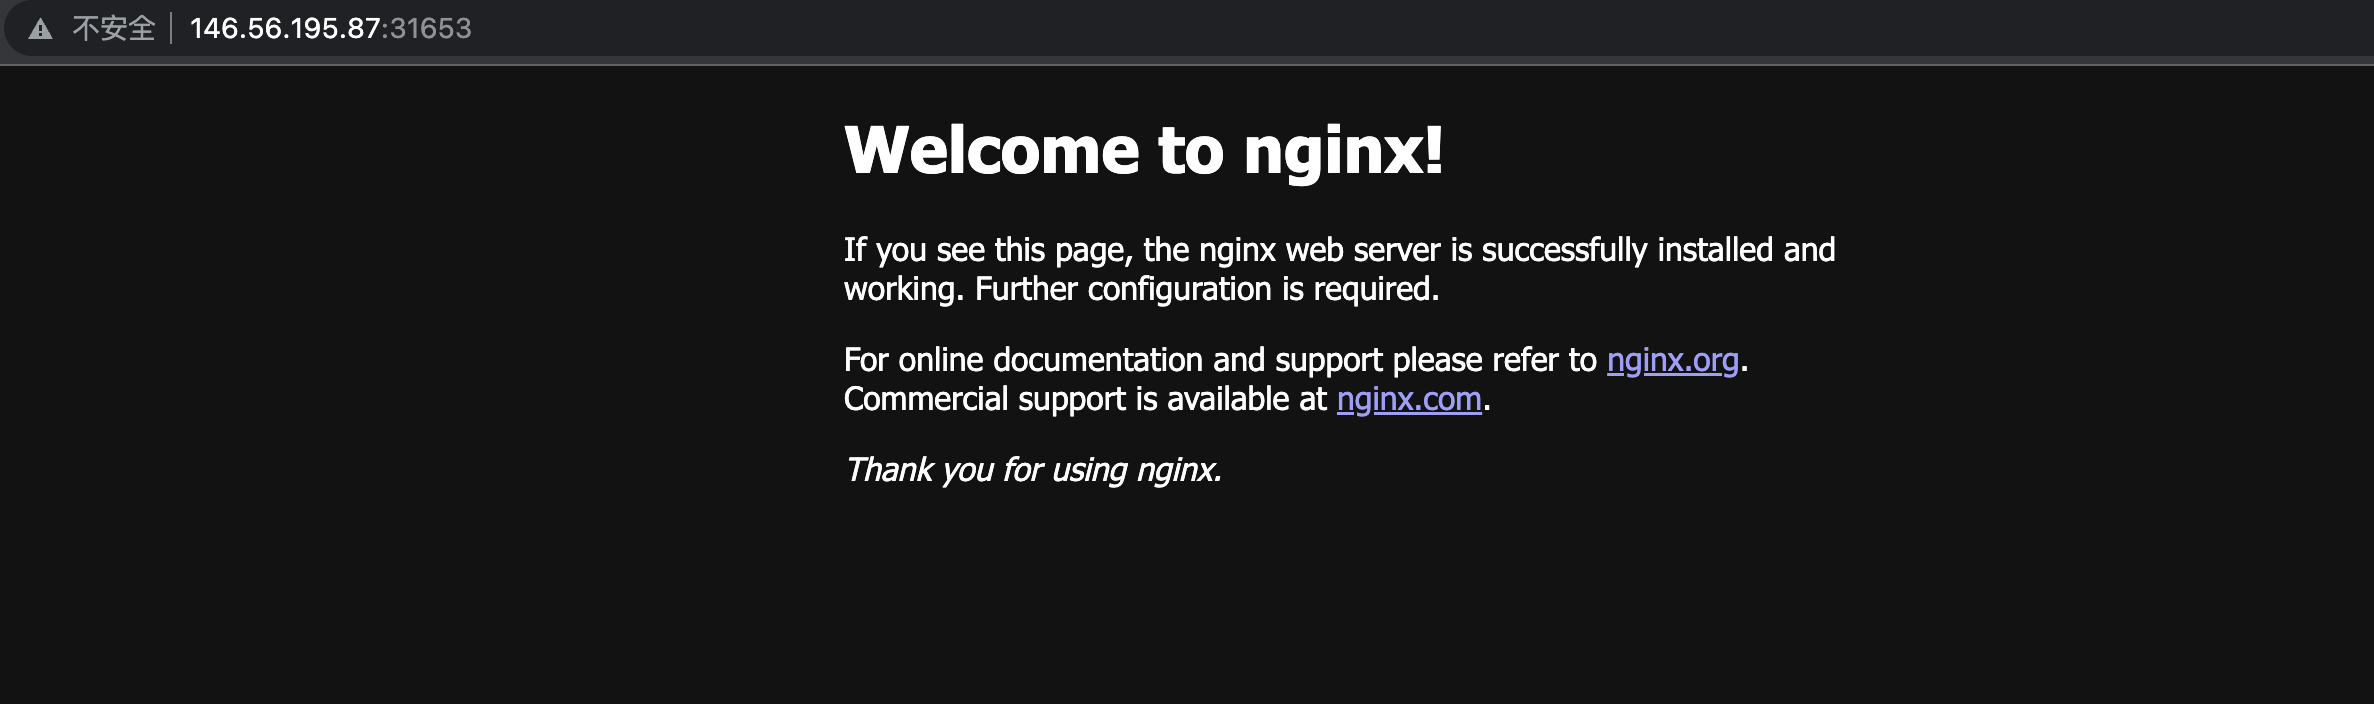 不安全 146.56.195.87:31653
Welcome to nginx!
If you see this page, the nginx web server is successfully installed and
working. Further configuration is required.
For online documentation and support please refer to nginx.org.
Commercial support is available at nginx.com.
Thank you for using nginx.